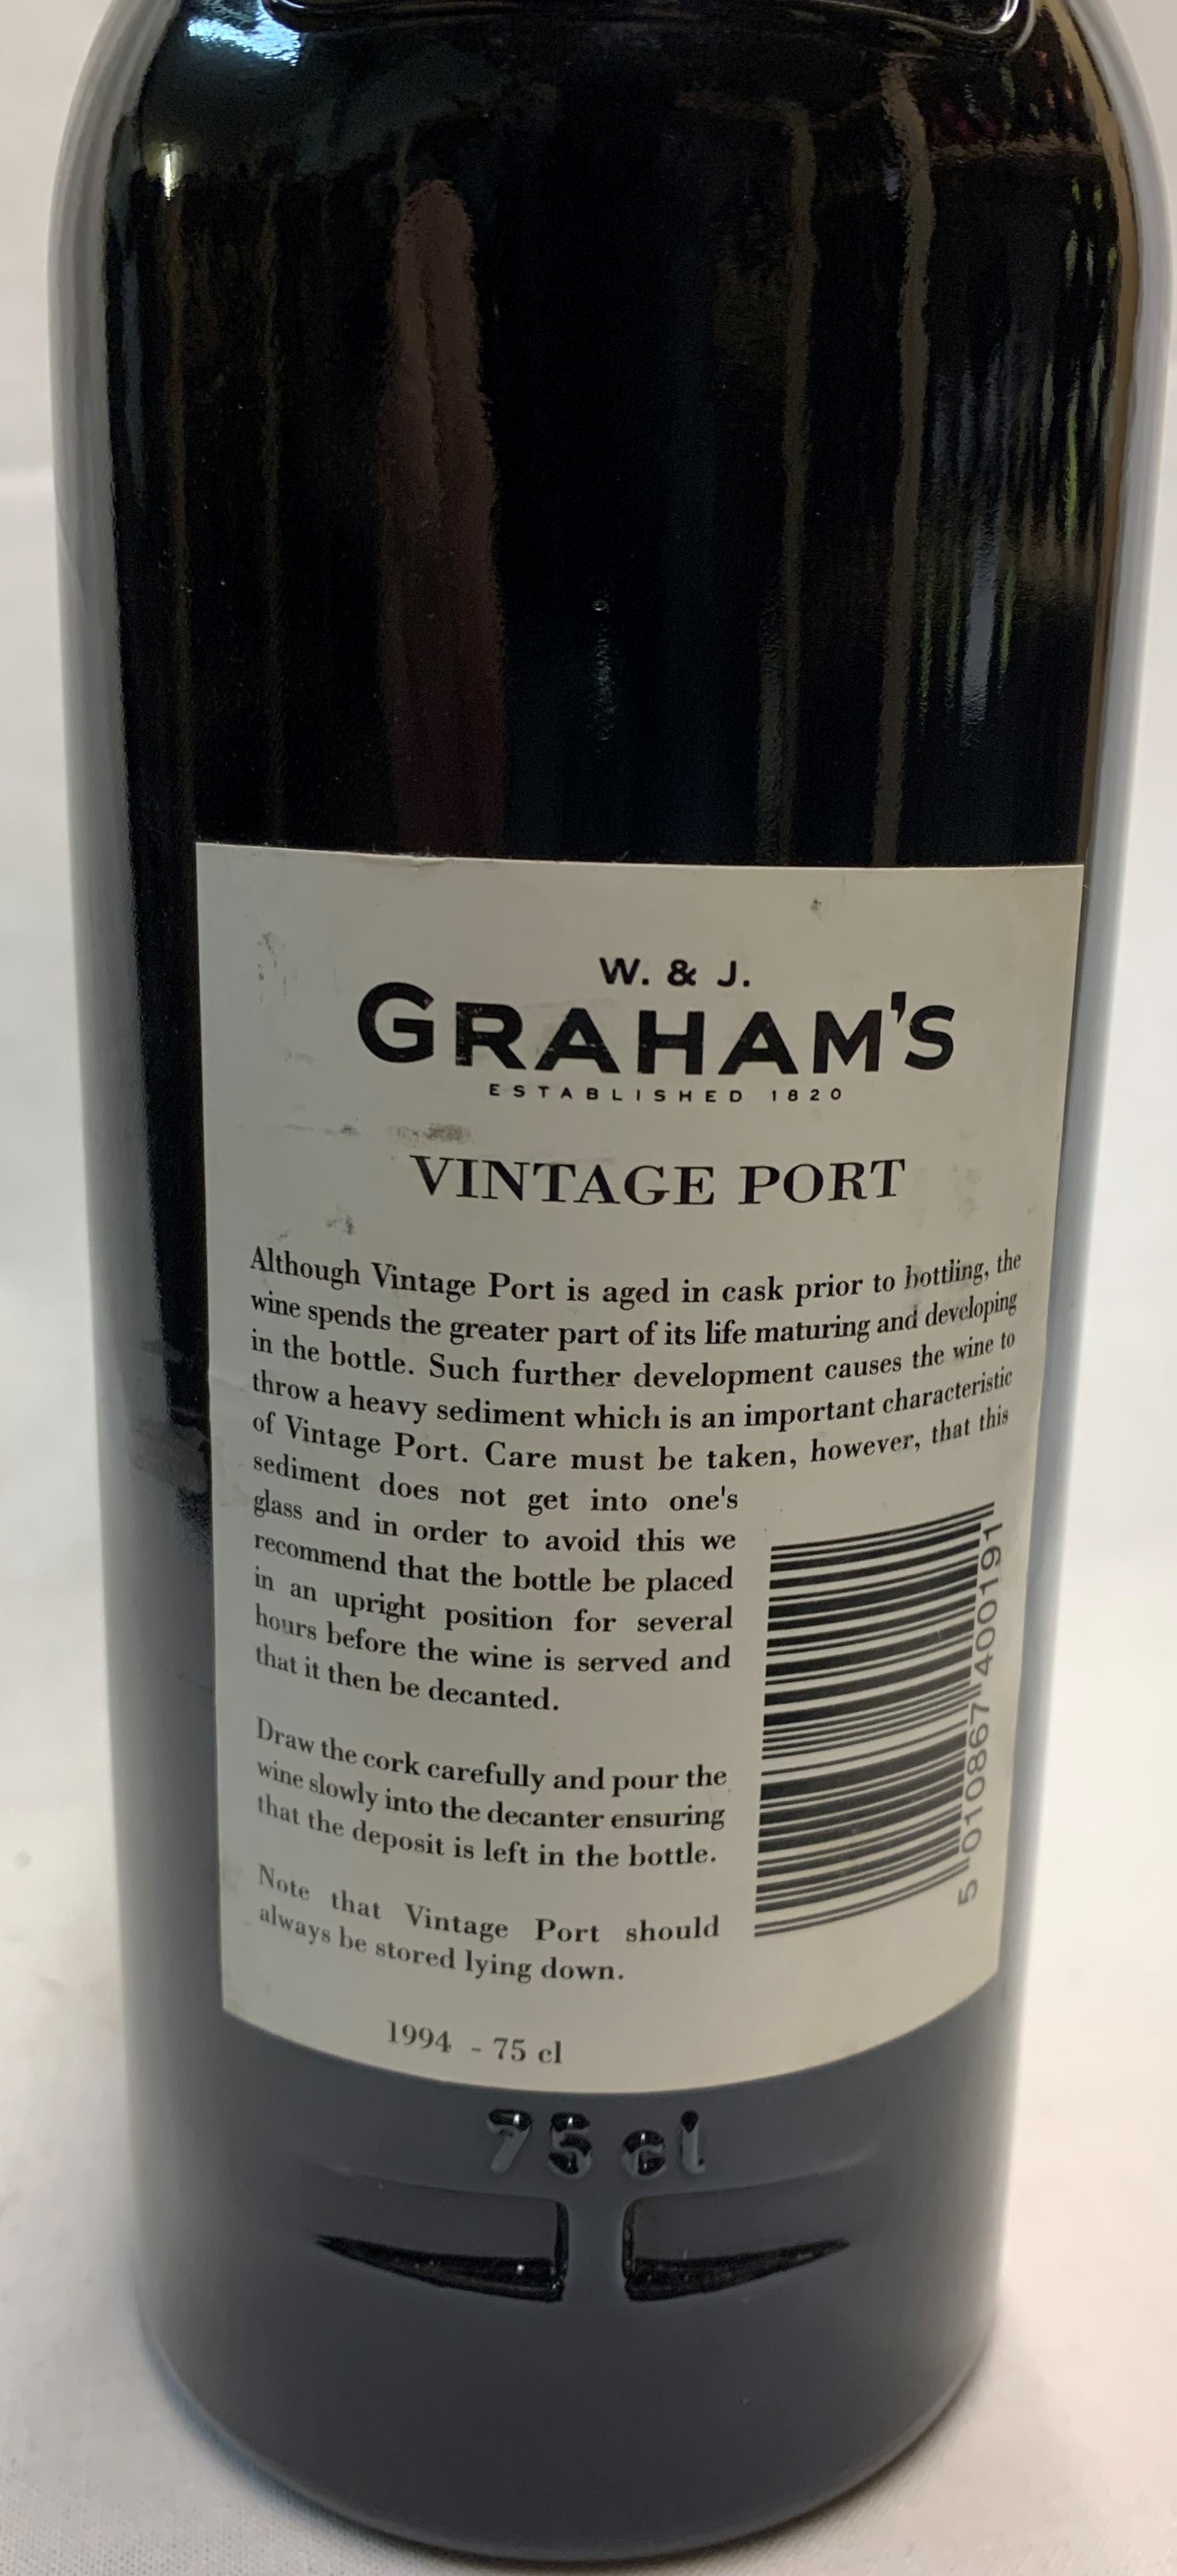 W. & J.
GRAHAM'S
ESTABLISHED 1820
VINTAGE PORT
Although Vintage Port is aged in cask prior to bottling, the
wine spends the greater part of its life maturing and developing
in the bottle. Such further development causes the wine to
throw a heavy sediment which is an important characteristic
of Vintage Port. Care must be taken, however, that this
sediment does not get into one's
glass and in order to avoid this we
recommend that the bottle be placed
in an upright position for several
hours before the wine is served and
that it then be decanted.
Draw the cork carefully and pour the
wine slowly into the decanter ensuring
that the deposit is left in the bottle.
Note that Vintage Port should
always be stored lying down.
5 010867 400191
1994 - 75 cl
75 cl